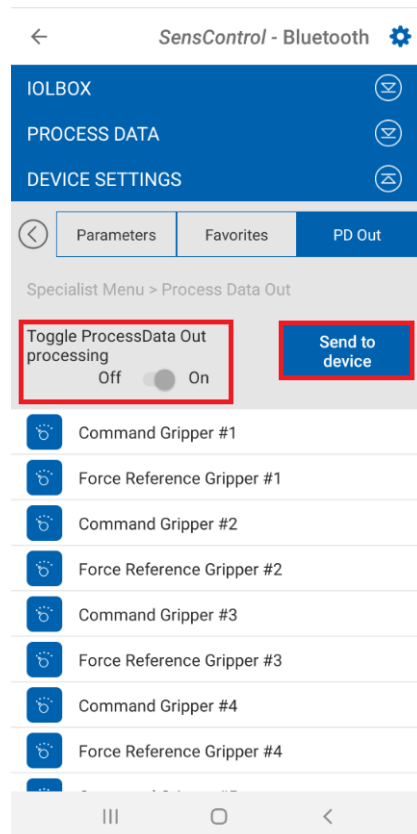 SensControl - Bluetooth
IOLBOX
PROCESS DATA
DEVICE SETTINGS
Parameters
Favorites
PD Out
Specialist Menu > Process Data Out
Toggle ProcessData Out
processing
Off On
Send to
device
Command Gripper #1
Force Reference Gripper #1
Command Gripper #2
Force Reference Gripper #2
Command Gripper #3
Force Reference Gripper #3
Command Gripper #4
Force Reference Gripper #4